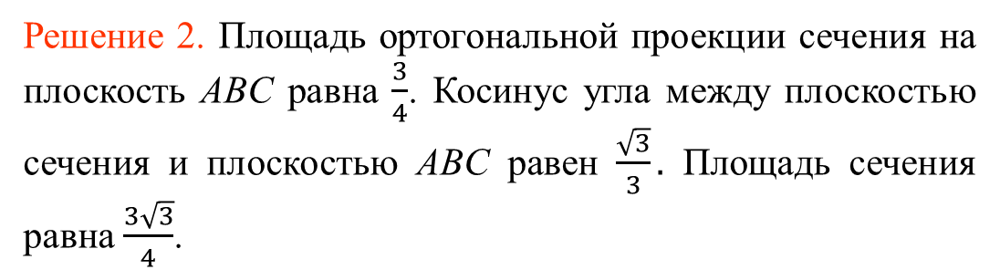 Решение 2. Площадь ортогональной проекции сечения на
плоскость ABC равна 3/4. Косинус угла между плоскостью
сечения и плоскостью ABC равен √3/3. Площадь сечения
равна 3√3/4.